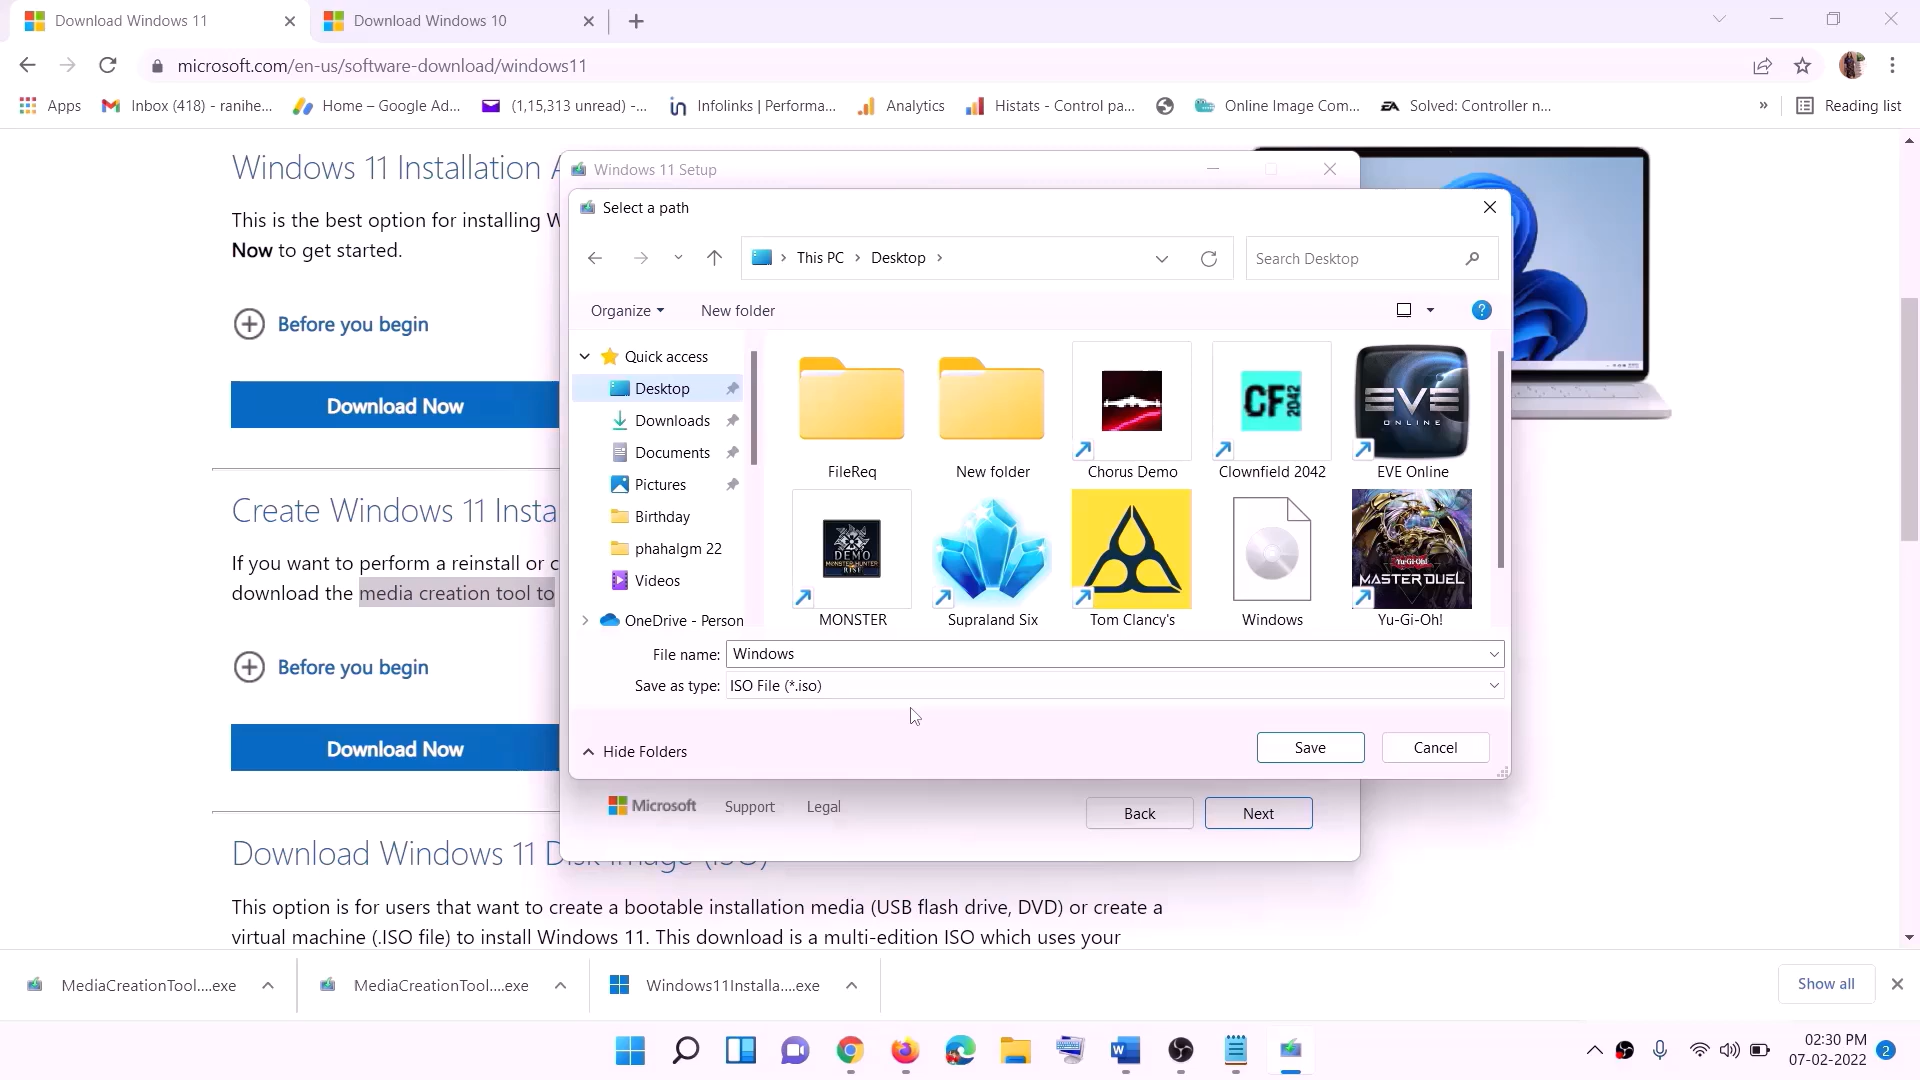 Download Windows 11
Download Windows 10
microsoft.com/en-us/software-download/windows11
Apps
Inbox (418) - ranihe...
Home – Google Ad...
(1,15,313 unread) -...
Infolinks | Performa...
Analytics
Histats - Control pa...
Online Image Com...
Solved: Controller n...
»
Reading list
Windows 11 Installation A
This is the best option for installing W
Now to get started.
Before you begin
Download Now
Create Windows 11 Insta
If you want to perform a reinstall or c
download the media creation tool to
Before you begin
Download Now
Download Windows 11 Disk Image (ISO)
This option is for users that want to create a bootable installation media (USB flash drive, DVD) or create a
virtual machine (.ISO file) to install Windows 11. This download is a multi-edition ISO which uses your
Windows 11 Setup
Select a path
This PC
Desktop
Search Desktop
Organize
New folder
?
Quick access
Desktop
Downloads
Documents
Pictures
Birthday
phahalgm 22
Videos
OneDrive - Person
FileReq
New folder
Chorus Demo
CF 2042
Clownfield 2042
EVE
ONLINE
EVE Online
DEMO
MONSTER HUNTER
RISE
MONSTER
Supraland Six
Tom Clancy's
Windows
Yu-Gi-Oh!
MASTER DUEL
Yu-Gi-Oh!
File name: Windows
Save as type: ISO File (*.iso)
Hide Folders
Save
Cancel
Microsoft
Support
Legal
Back
Next
MediaCreationTool....exe
MediaCreationTool....exe
Windows11Installa....exe
Show all
02:30 PM
07-02-2022
2